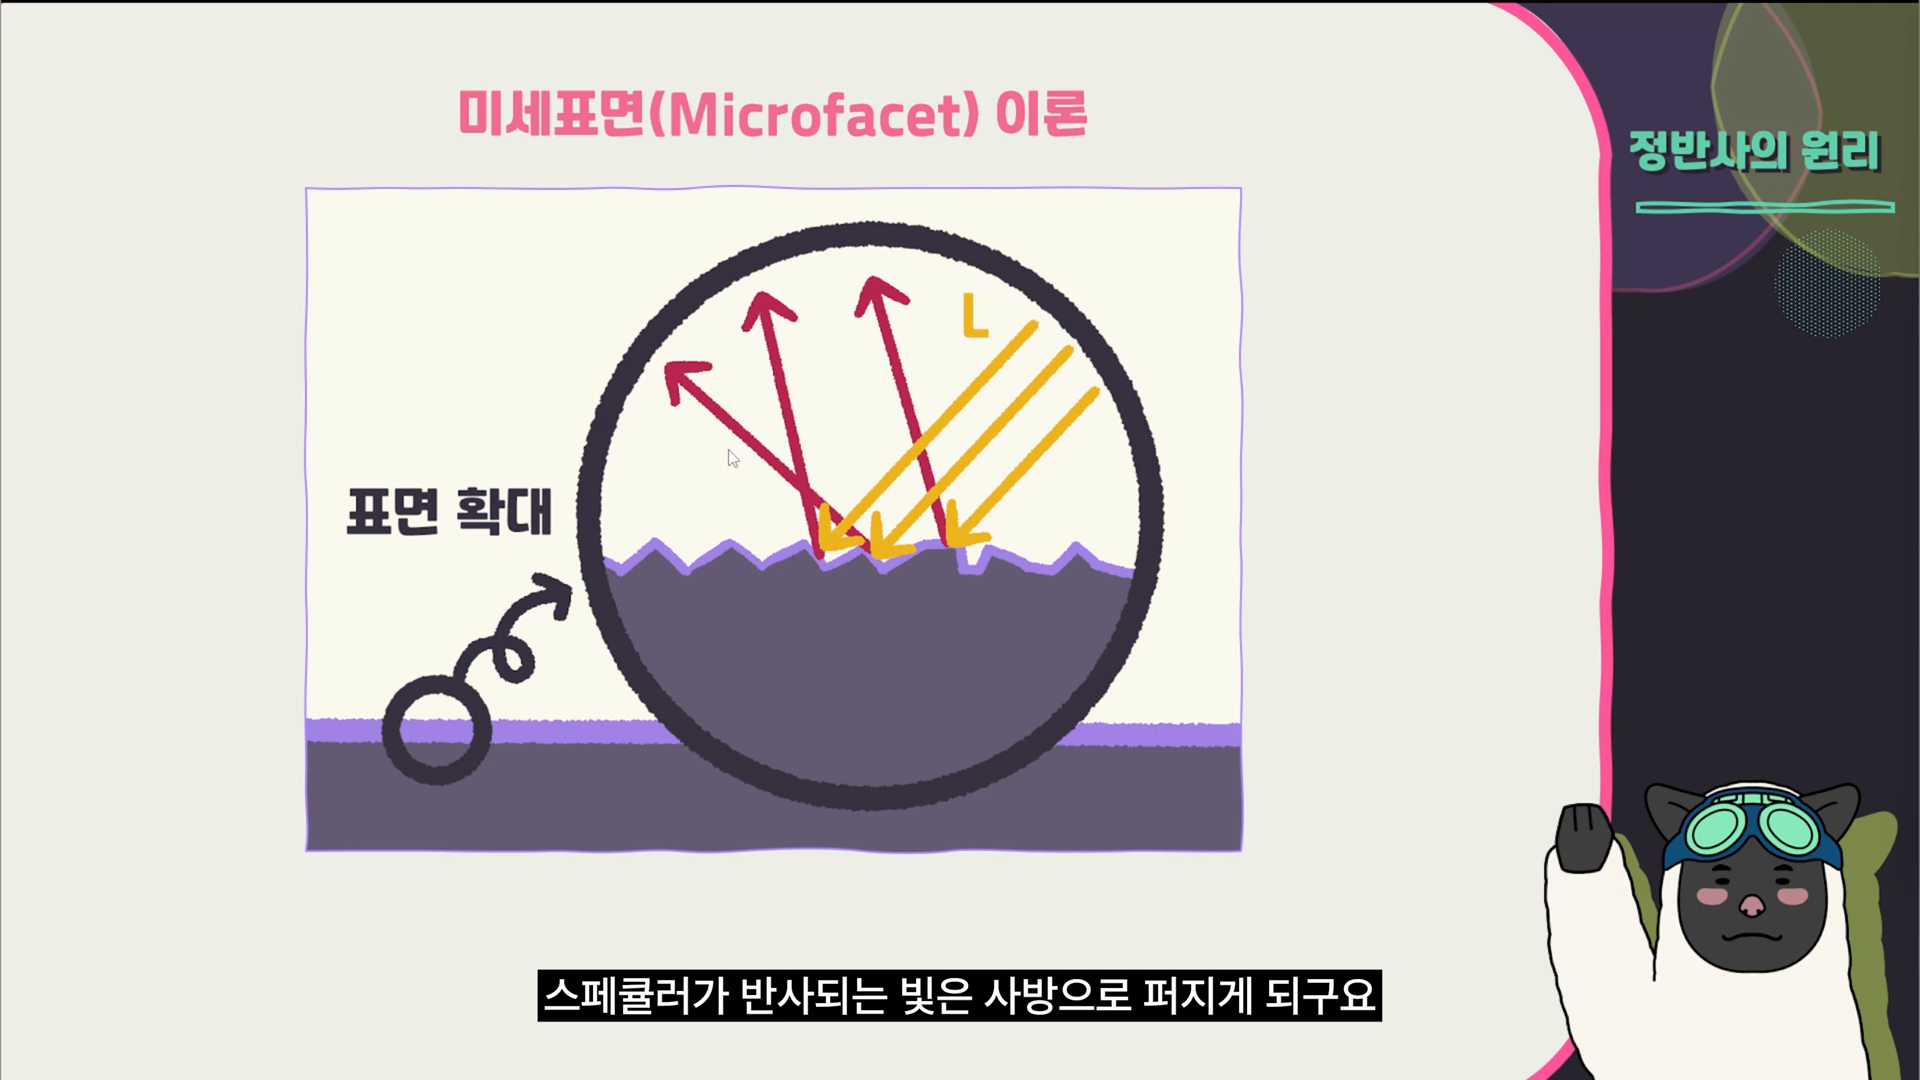 미세표면(Microfacet) 이론
정반사의 원리
L
표면 확대
스페큘러가 반사되는 빛은 사방으로 퍼지게 되구요